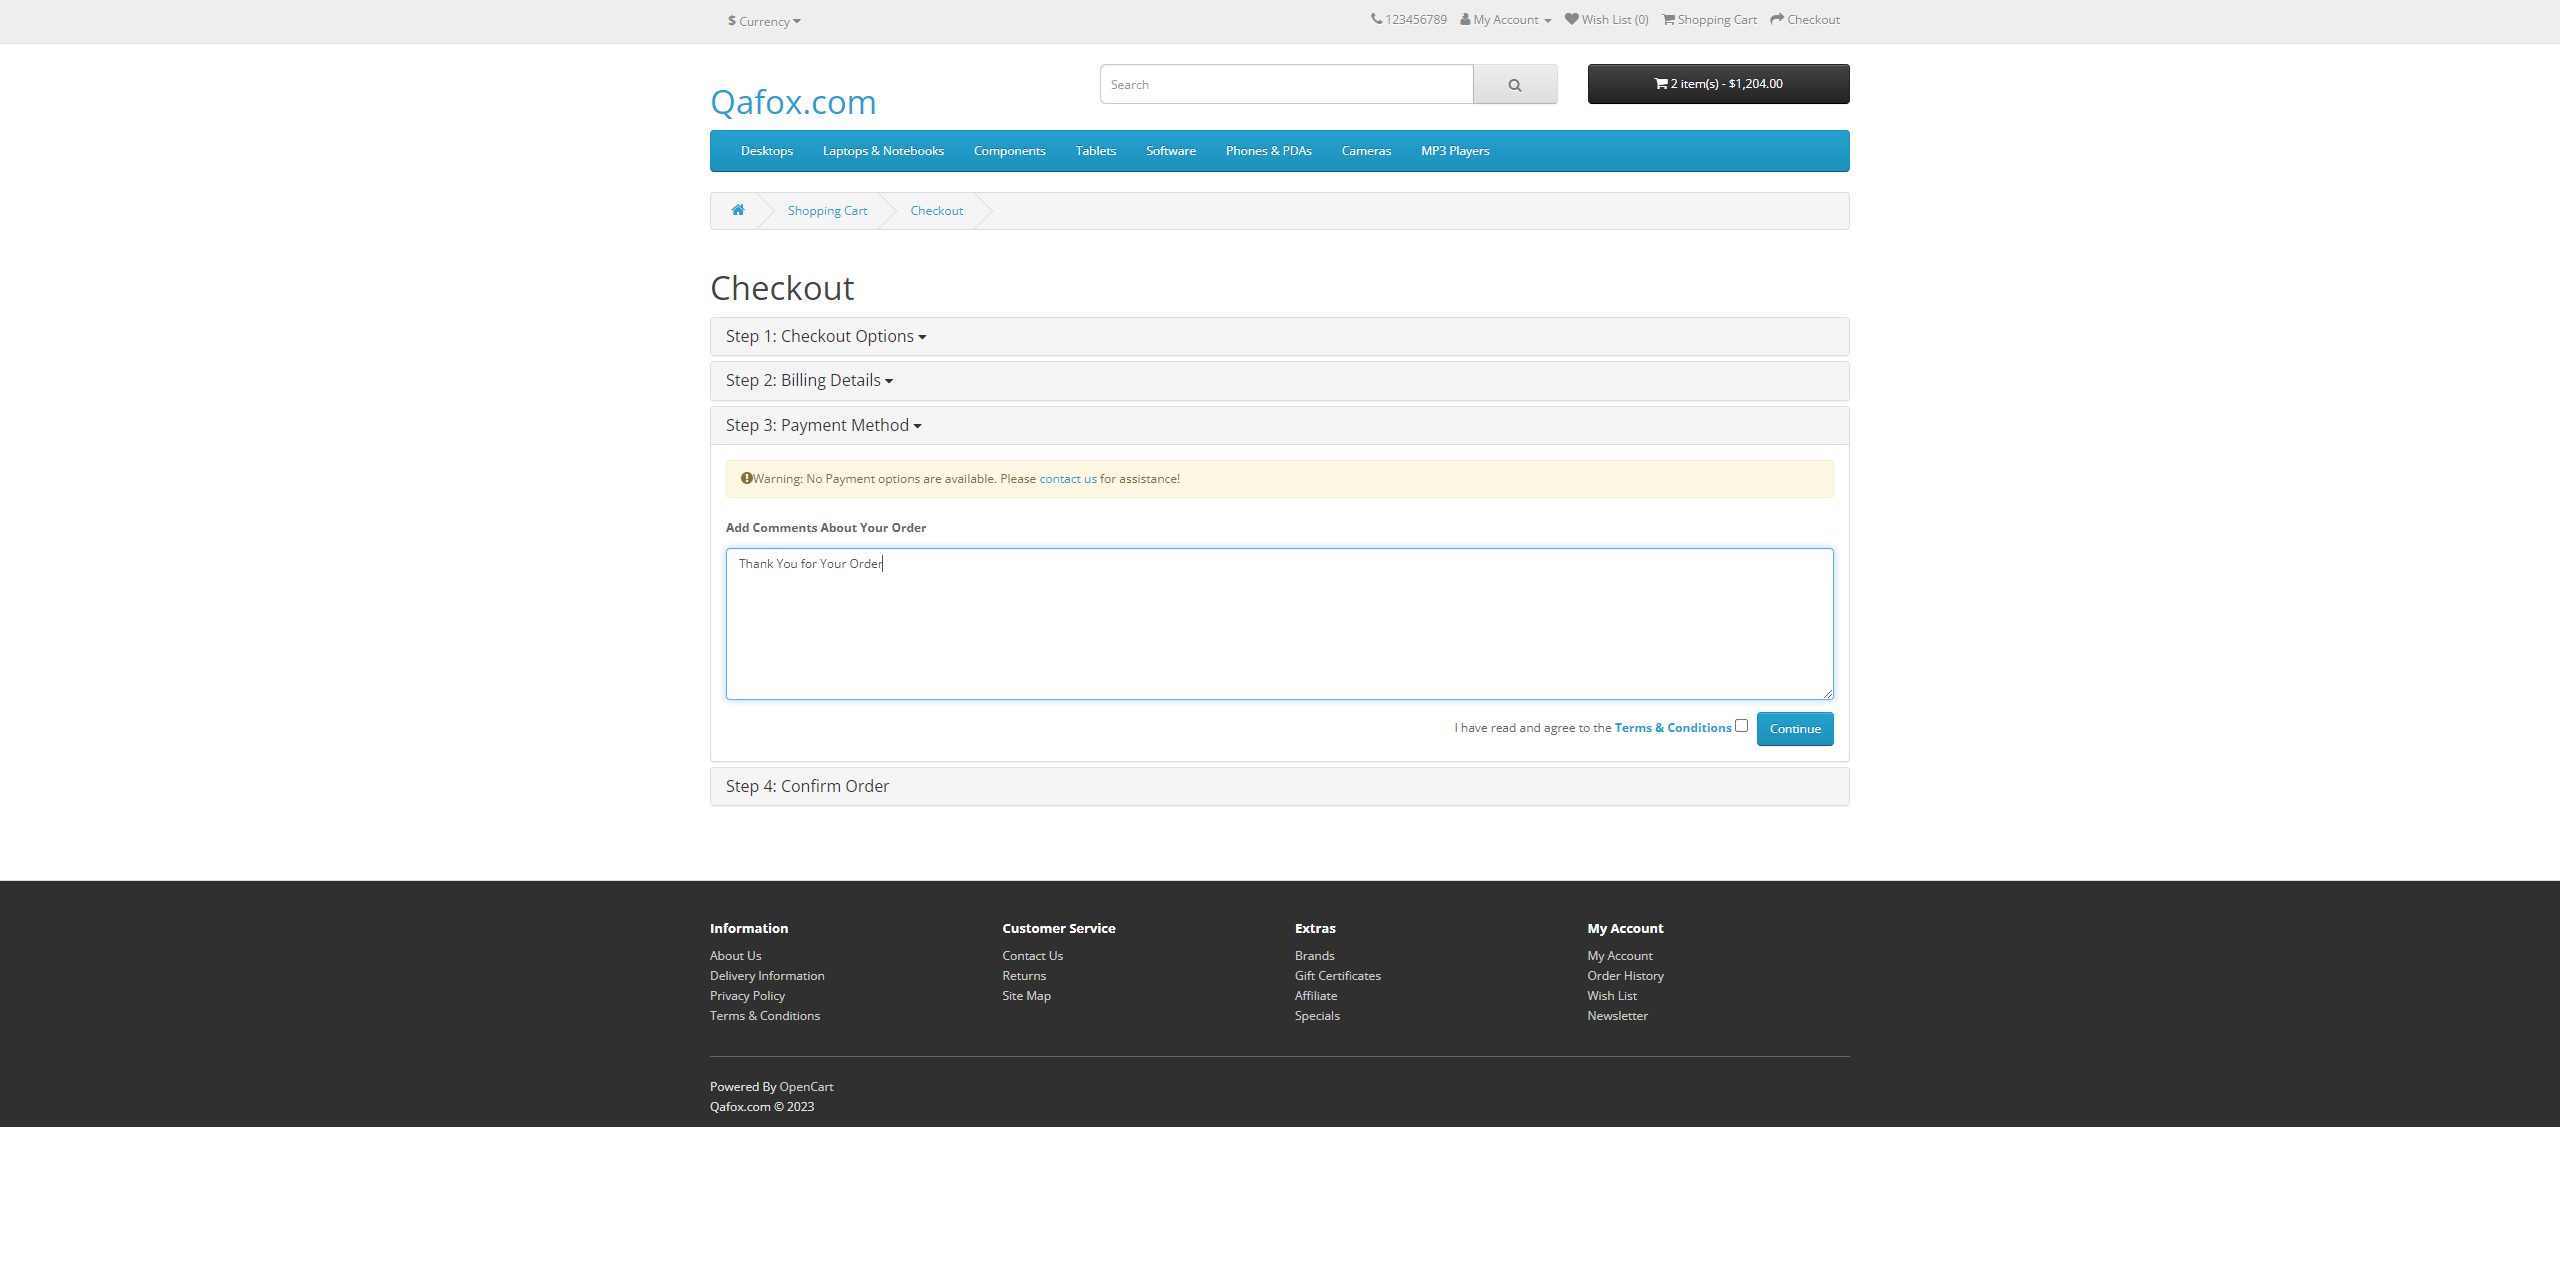 $ Currency
123456789 My Account Wish List (0) Shopping Cart Checkout
Qafox.com
Search
2 item(s) - $1,204.00
Desktops Laptops & Notebooks Components Tablets Software Phones & PDAs Cameras MP3 Players
Shopping Cart Checkout
Checkout
Step 1: Checkout Options
Step 2: Billing Details
Step 3: Payment Method
Warning: No Payment options are available. Please contact us for assistance!
Add Comments About Your Order
Thank You for Your Order
I have read and agree to the Terms & Conditions
Continue
Step 4: Confirm Order
Information
About Us
Delivery Information
Privacy Policy
Terms & Conditions
Customer Service
Contact Us
Returns
Site Map
Extras
Brands
Gift Certificates
Affiliate
Specials
My Account
My Account
Order History
Wish List
Newsletter
Powered By OpenCart
Qafox.com © 2023